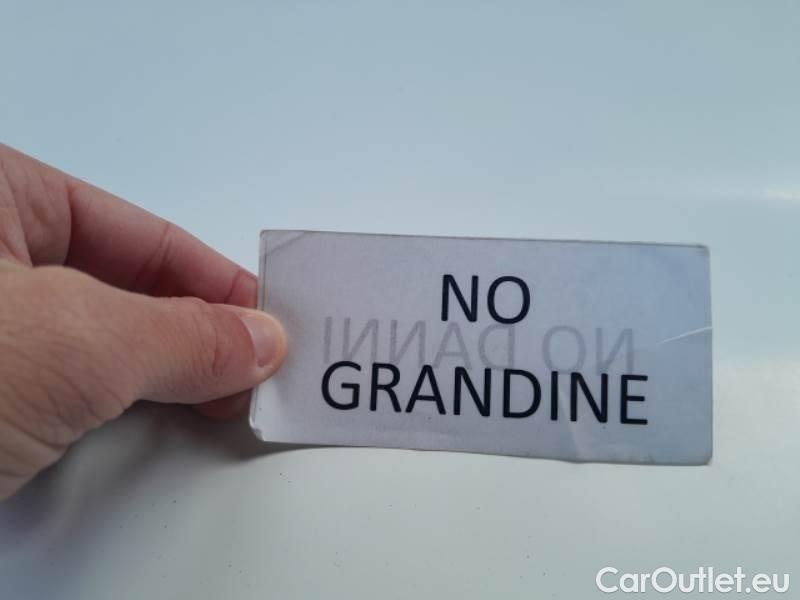 NO
NO DANNI
GRANDINE
CarOutlet.eu